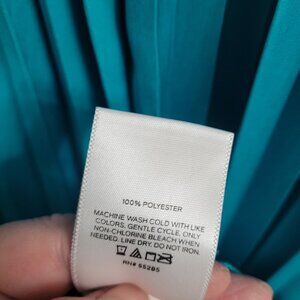 100% POLYESTER
MACHINE WASH COLD WITH LIKE
COLORS, GENTLE CYCLE. ONLY
NON-CHLORINE BLEACH WHEN
NEEDED. LINE DRY. DO NOT IRON.
RN# 55285